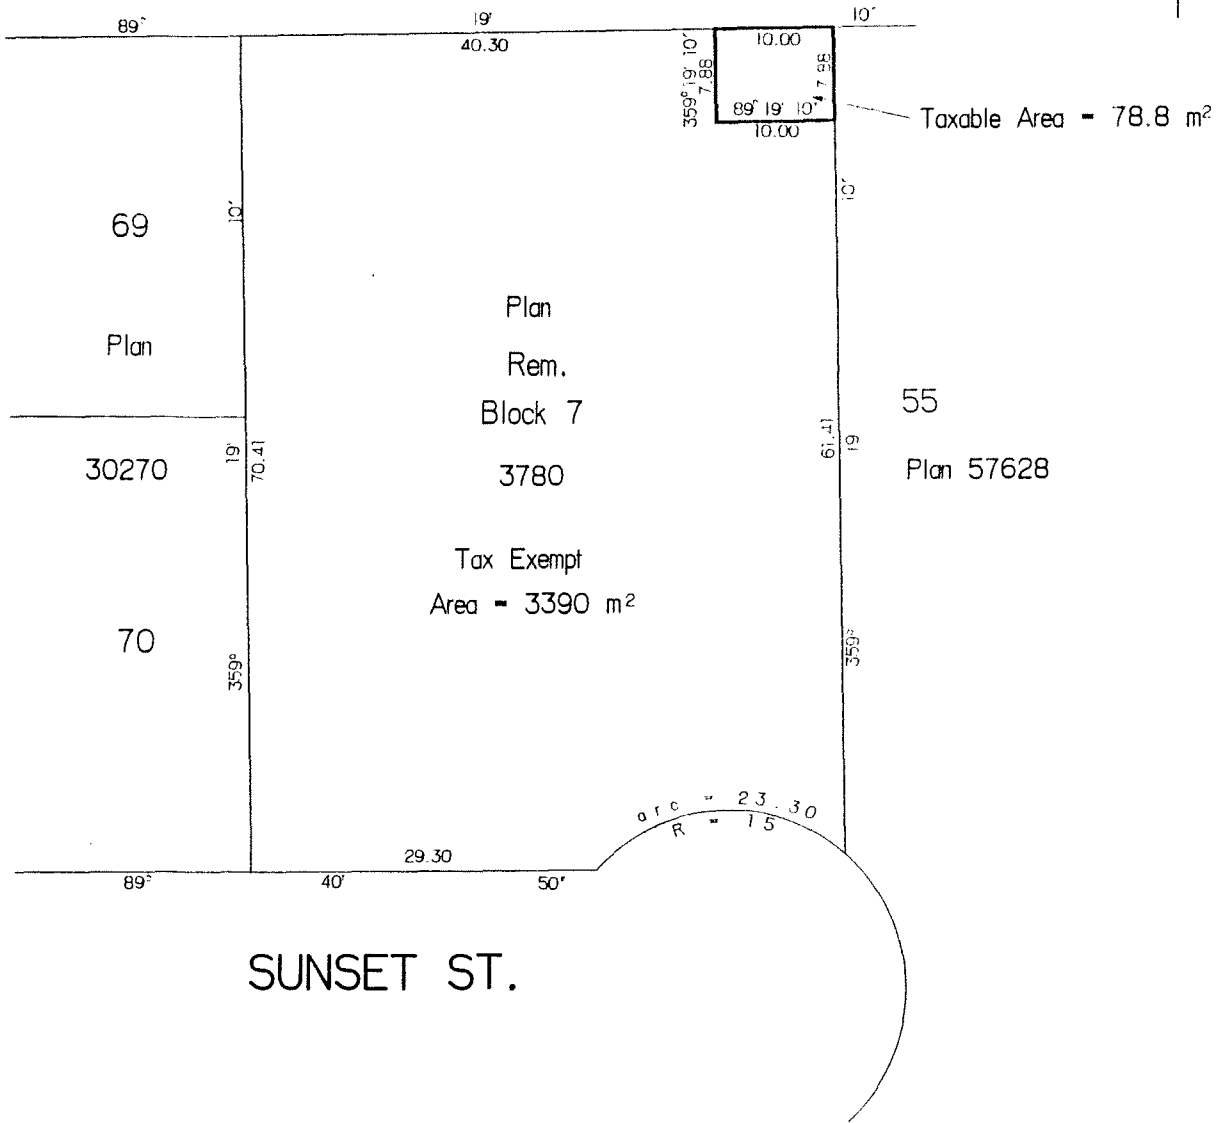 89° 19' 10"
40.30
10.00
359° 19' 10"
7.88
89° 19' 10"
10.00
Taxable Area = 78.8 m²
10'
10"
69
Plan
30270
70
19'
70.41
359°
Plan
Rem.
Block 7
3780
Tax Exempt
Area = 3390 m²
61.41
19
359°
55
Plan 57628
arc = 23.30
R = 15
29.30
89° 40' 50"
SUNSET ST.